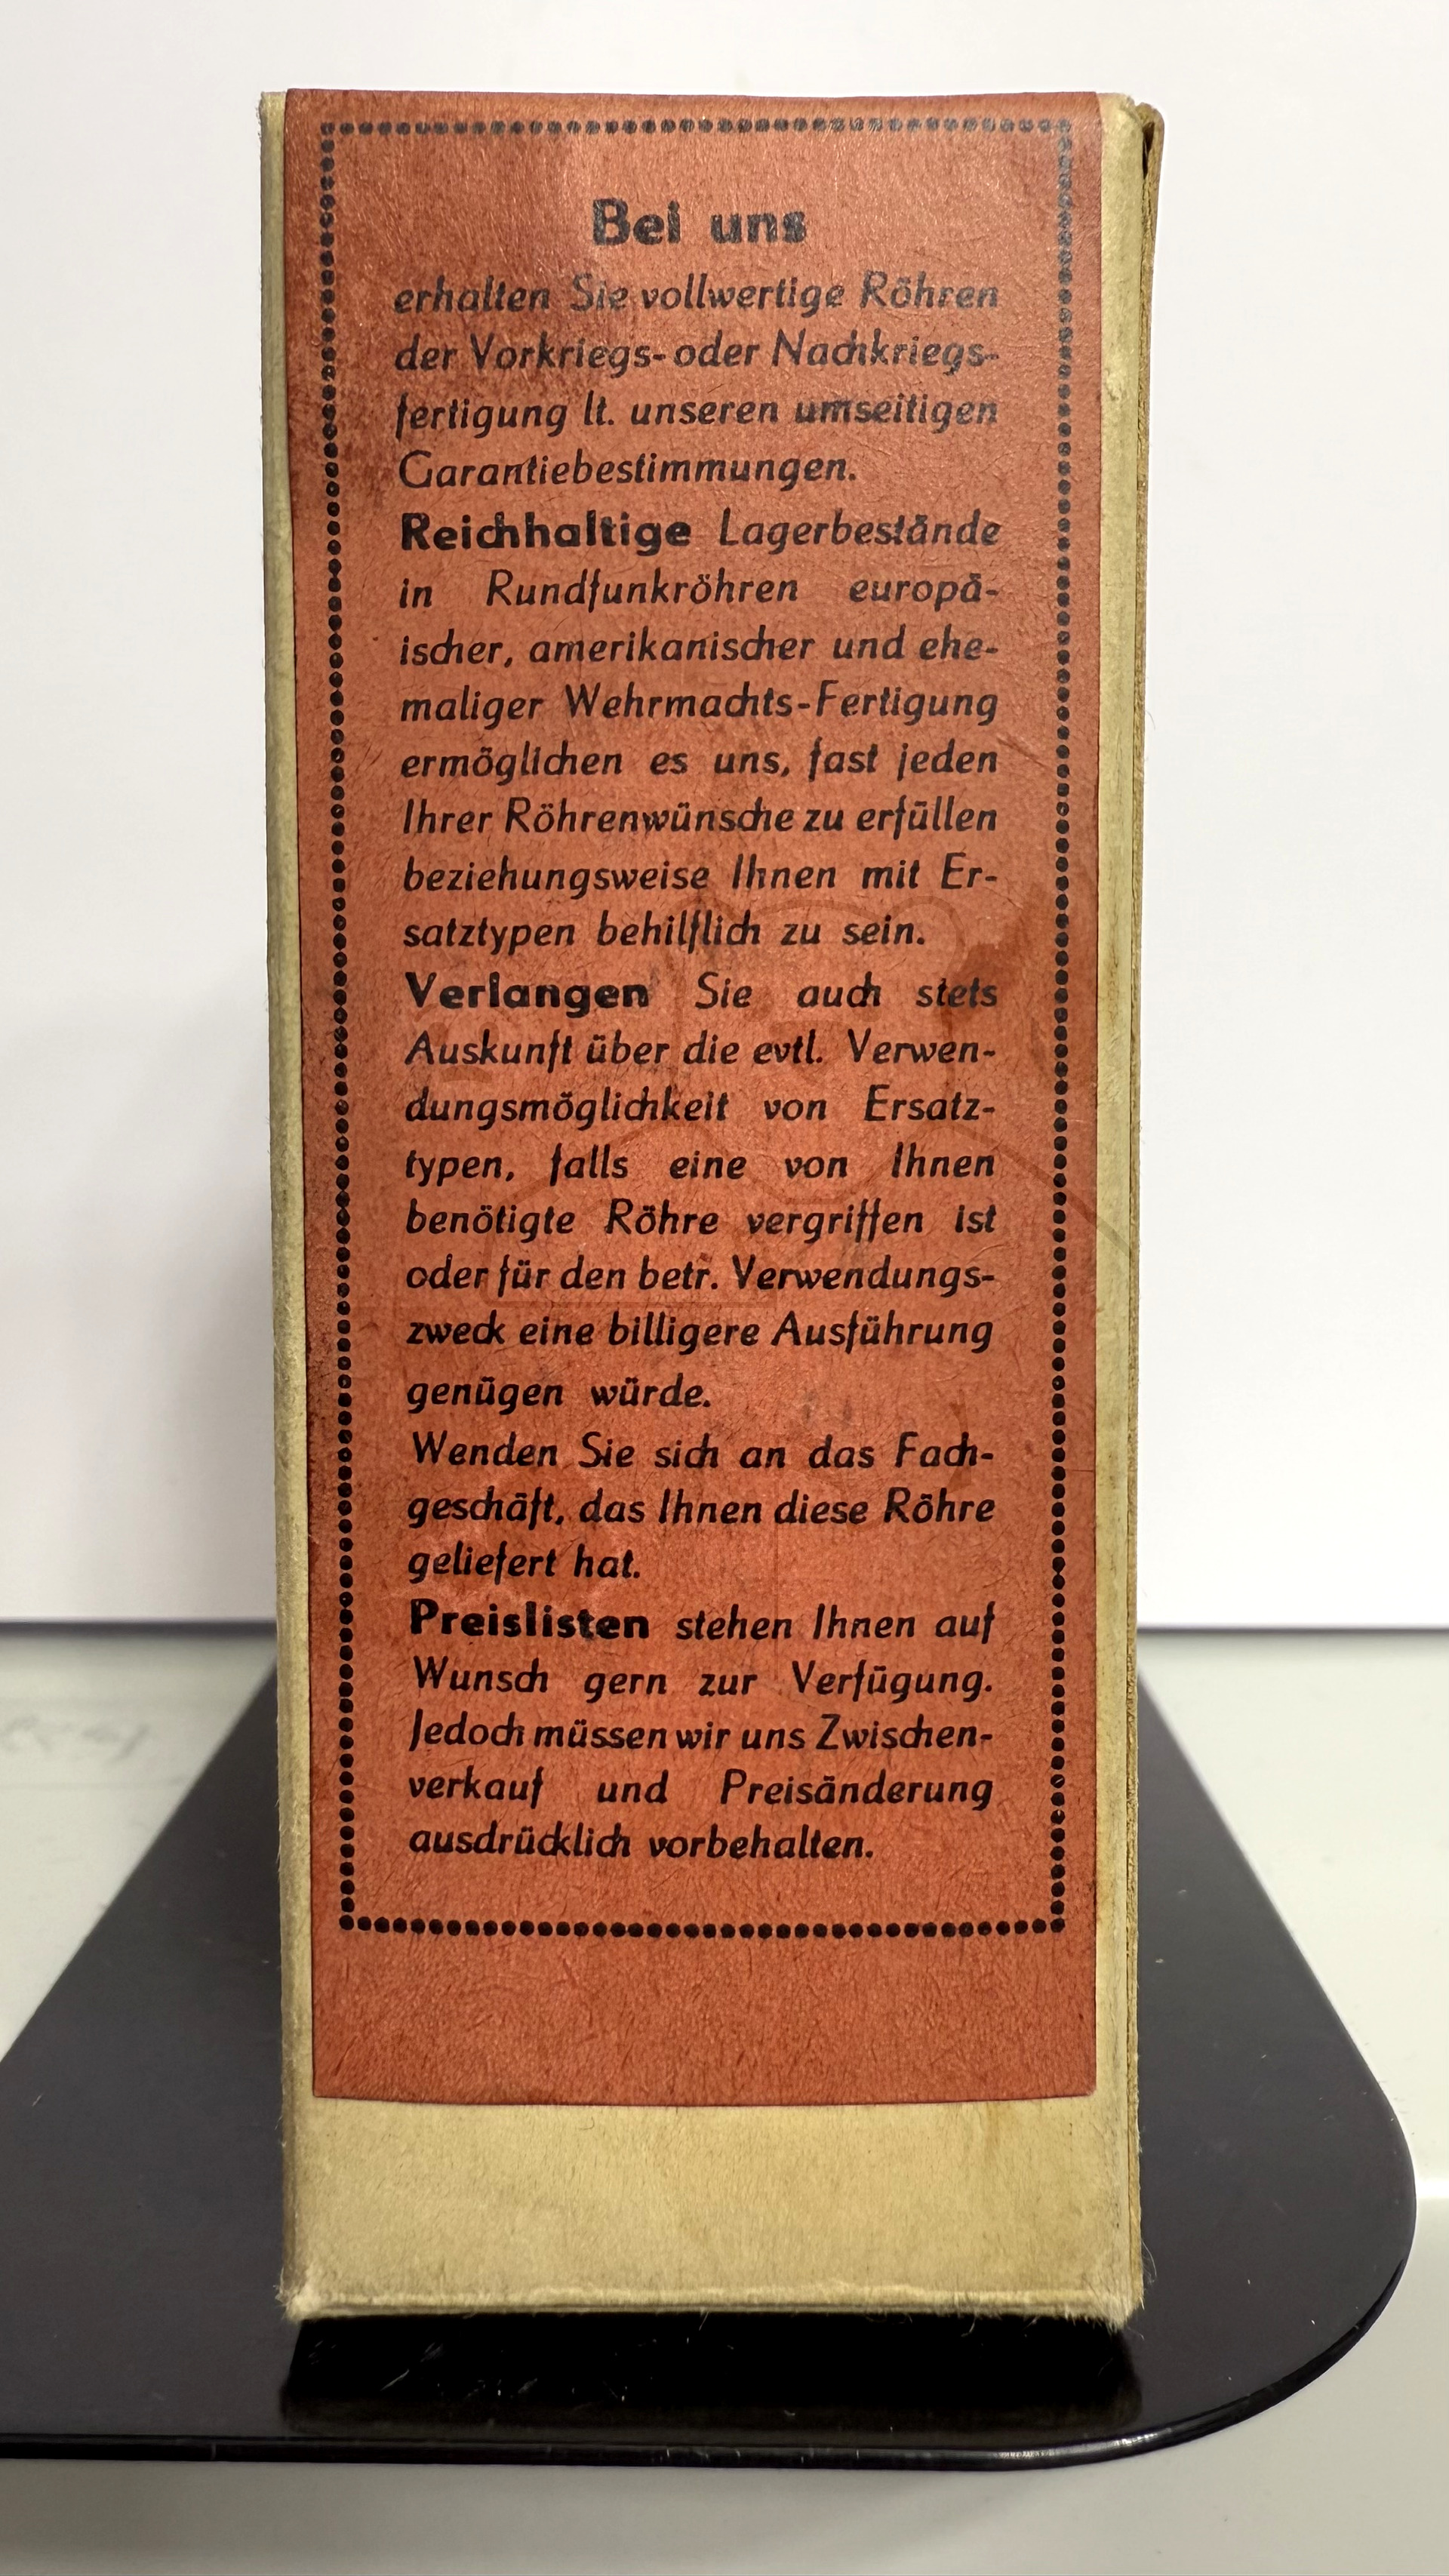 Bei uns
erhalten Sie vollwertige Röhren
der Vorkriegs- oder Nachkriegs-
fertigung lt. unseren umseitigen
Garantiebestimmungen.
Reichhaltige Lagerbestände
in Rundfunkröhren europä-
ischer, amerikanischer und ehe-
maliger Wehrmachts-Fertigung
ermöglichen es uns, fast jeden
Ihrer Röhrenwünsche zu erfüllen
beziehungsweise Ihnen mit Er-
satztypen behilflich zu sein.
Verlangen Sie auch stets
Auskunft über die evtl. Verwen-
dungsmöglichkeit von Ersatz-
typen, falls eine von Ihnen
benötigte Röhre vergriffen ist
oder für den betr. Verwendungs-
zweck eine billigere Ausführung
genügen würde.
Wenden Sie sich an das Fach-
geschäft, das Ihnen diese Röhre
geliefert hat.
Preislisten stehen Ihnen auf
Wunsch gern zur Verfügung.
Jedoch müssen wir uns Zwischen-
verkauf und Preisänderung
ausdrücklich vorbehalten.